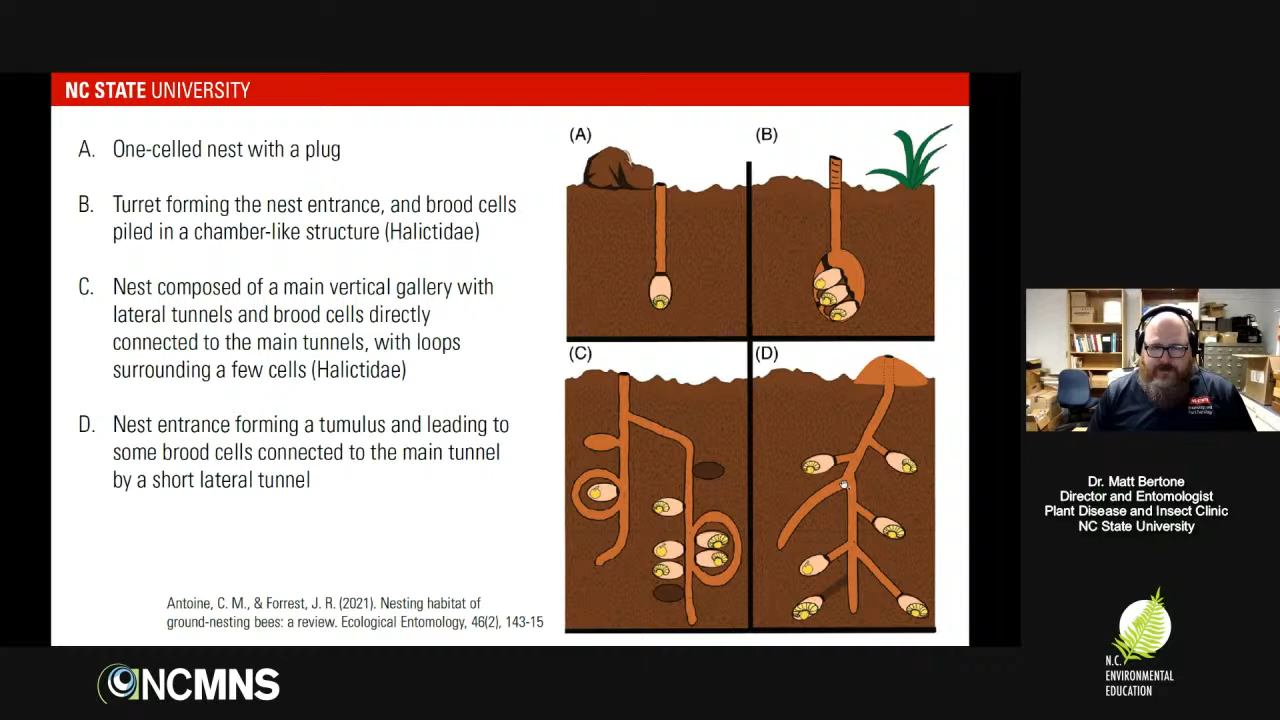 NC STATE UNIVERSITY
A. One-celled nest with a plug
B. Turret forming the nest entrance, and brood cells
piled in a chamber-like structure (Halictidae)
C. Nest composed of a main vertical gallery with
lateral tunnels and brood cells directly
connected to the main tunnels, with loops
surrounding a few cells (Halictidae)
D. Nest entrance forming a tumulus and leading to
some brood cells connected to the main tunnel
by a short lateral tunnel
Antoine, C. M., & Forrest, J. R. (2021). Nesting habitat of
ground-nesting bees: a review. Ecological Entomology, 46(2), 143-15
(A)
(B)
(C)
(D)
Dr. Matt Bertone
Director and Entomologist
Plant Disease and Insect Clinic
NC State University
NCMNS
N.C.
ENVIRONMENTAL
EDUCATION